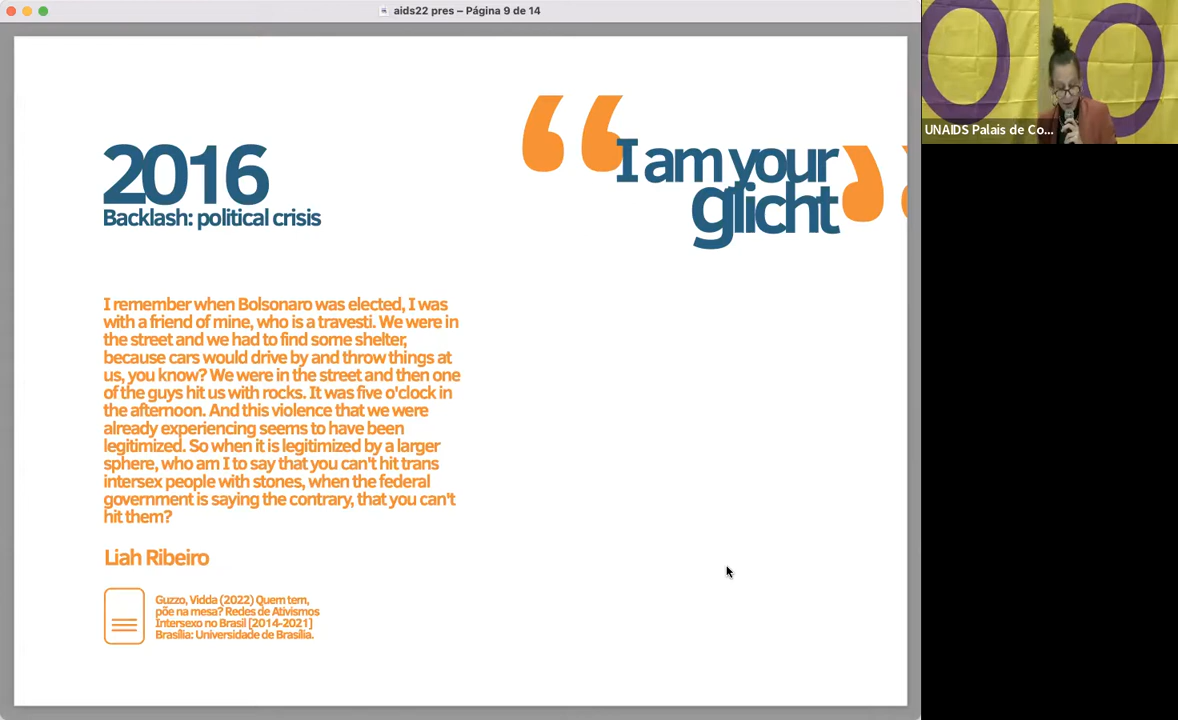 aids22 pres – Página 9 de 14
UNAIDS Palais de Co...
2016
Backlash: political crisis
“I am your
glicht”
I remember when Bolsonaro was elected, I was
with a friend of mine, who is a travesti. We were in
the street and we had to find some shelter,
because cars would drive by and throw things at
us, you know? We were in the street and then one
of the guys hit us with rocks. It was five o'clock in
the afternoon. And this violence that we were
already experiencing seems to have been
legitimized. So when it is legitimized by a larger
sphere, who am I to say that you can't hit trans
intersex people with stones, when the federal
government is saying the contrary, that you can't
hit them?
Liah Ribeiro
Guzzo, Vidda (2022) Quem tem,
põe na mesa? Redes de Ativismos
Intersexo no Brasil [2014-2021]
Brasília: Universidade de Brasília.